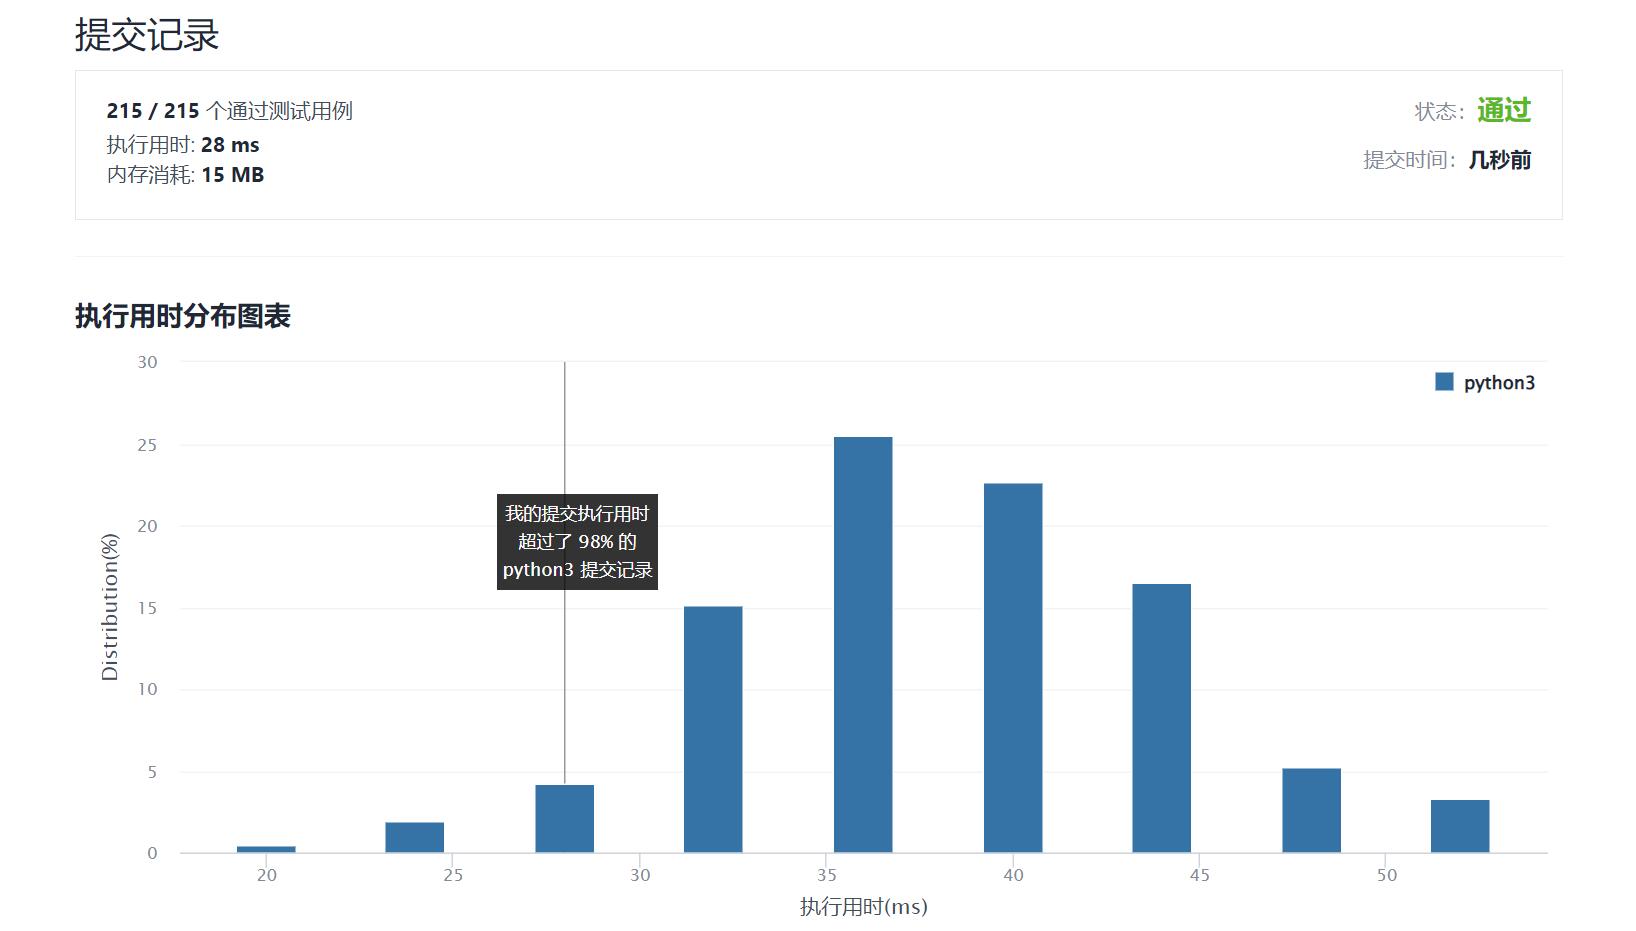 提交记录
215 / 215 个通过测试用例
状态：通过
执行用时: 28 ms
提交时间：几秒前
内存消耗: 15 MB
执行用时分布图表
30
python3
25
我的提交执行用时
超过了 98% 的
python3 提交记录
20
15
10
5
0
Distribution(%)
20 25 30 35 40 45 50
执行用时(ms)